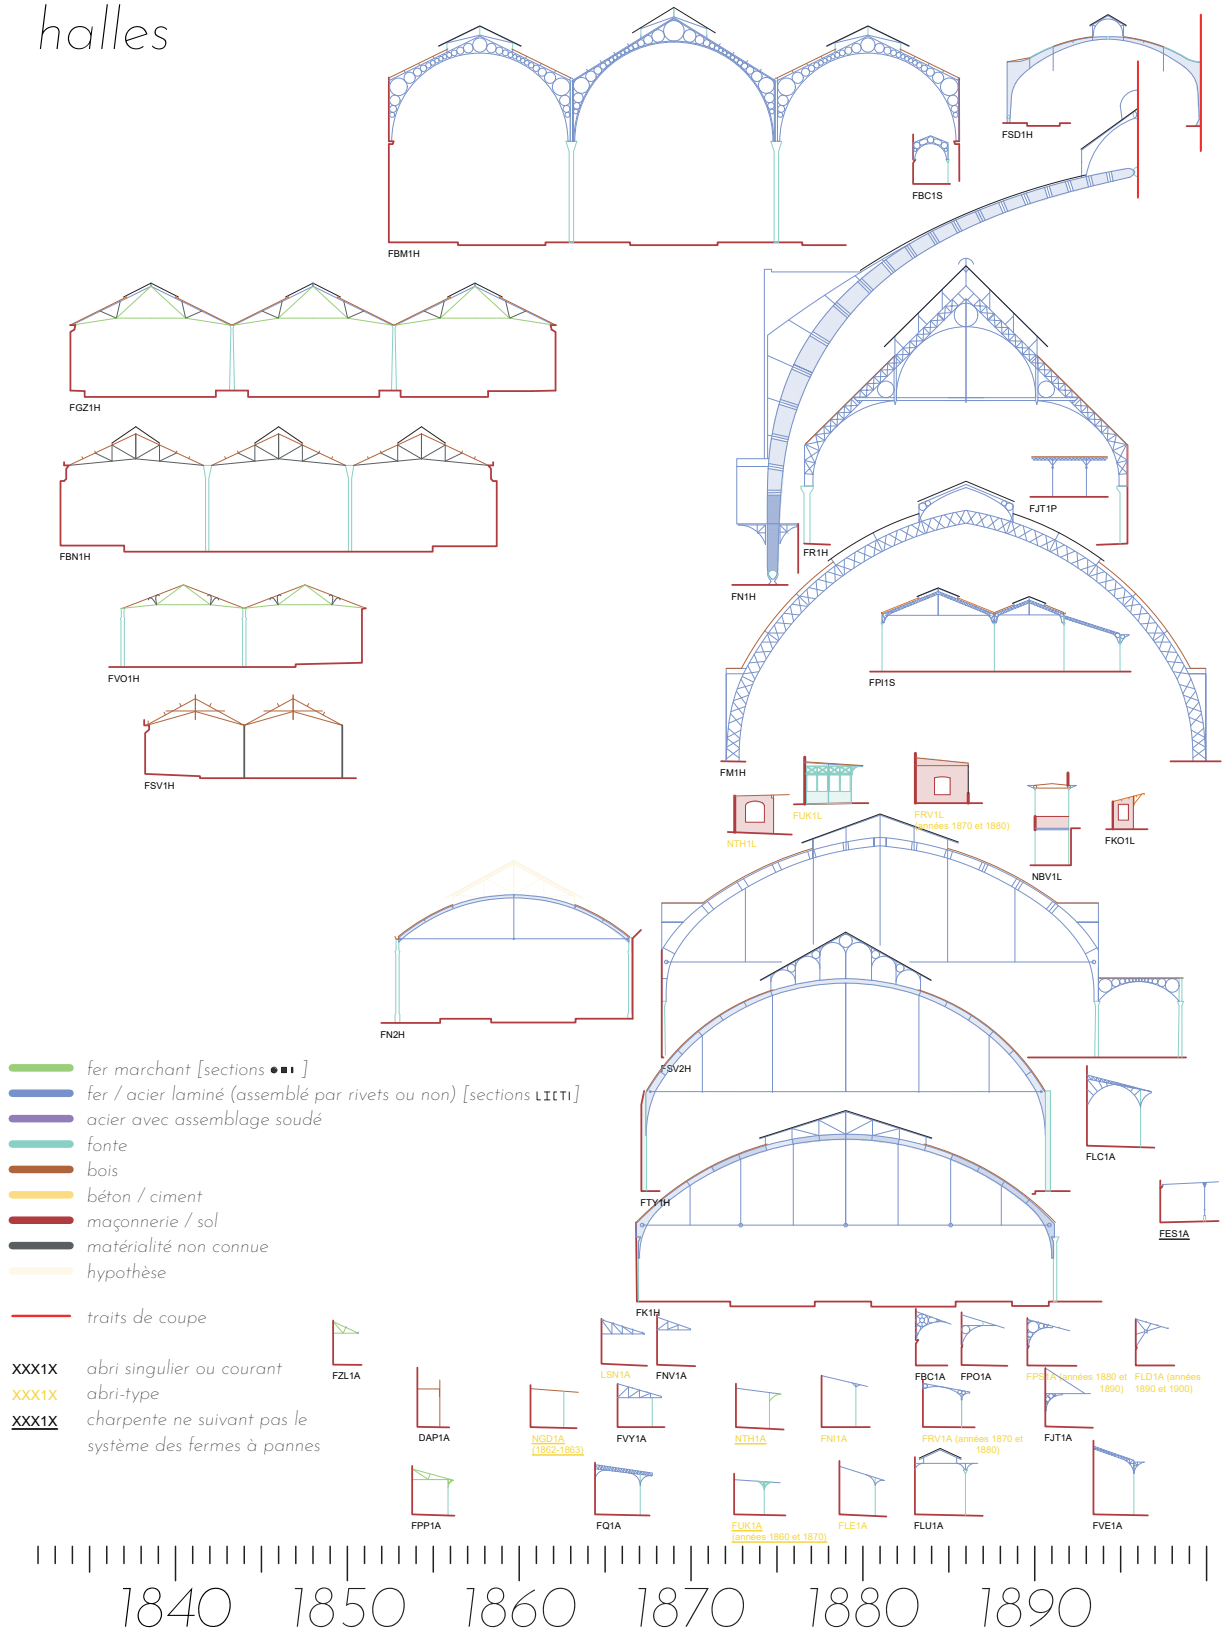 halles
FSD1H
FBC1S
FBM1H
FGZ1H
FJT1P
FR1H
FBN1H
FN1H
FVO1H
FPI1S
FM1H
FSV1H
FUK1L
FRV1L
(années 1870 et 1880)
NTH1L
FKO1L
NBV1L
FN2H
FSV2H
FLC1A
FTY1H
FES1A
FK1H
fer marchant [sections ]
fer / acier laminé (assemblé par rivets ou non) [sections ]
acier avec assemblage soudé
fonte
bois
béton / ciment
maçonnerie / sol
matérialité non connue
hypothèse
traits de coupe
XXX1X abri singulier ou courant
XXX1X abri-type
XXX1X charpente ne suivant pas le
système des fermes à pannes
FZL1A
LSN1A
FNV1A
FBC1A
FPO1A
FPS1A (années 1880 et
1890)
FLD1A (années
1890 et 1900)
DAP1A
NGD1A
(1862-1863)
FVY1A
NTH1A
FNI1A
FRV1A (années 1870 et
1880)
FJT1A
FPP1A
FQ1A
FUK1A
(années 1860 et 1870)
FLE1A
FLU1A
FVE1A
1840 1850 1860 1870 1880 1890